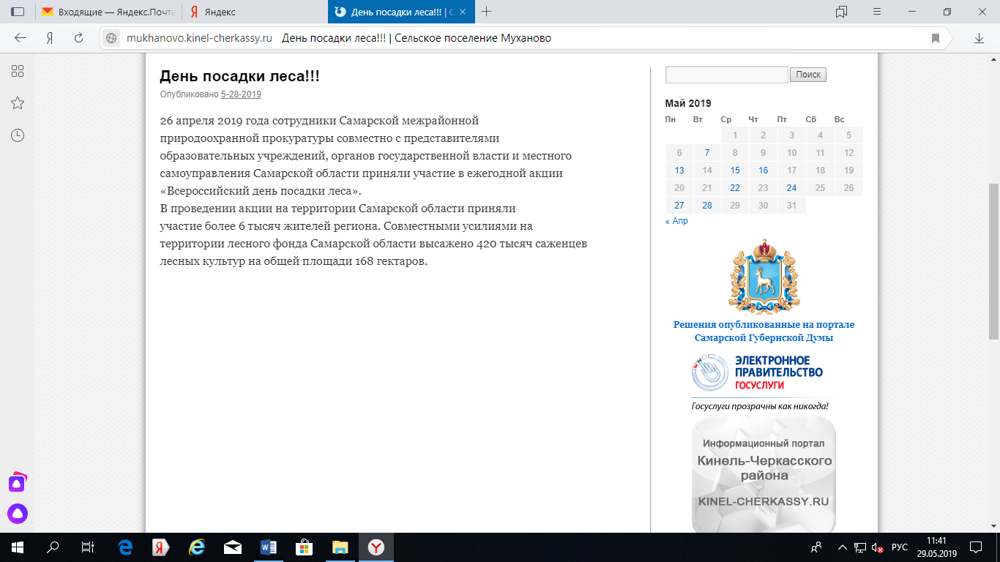 Входящие — Яндекс.Почта
Яндекс
День посадки леса!!! | С
mukhanovo.kinel-cherkassy.ru День посадки леса!!! | Сельское поселение Муханово
День посадки леса!!!
Опубликовано 5-28-2019
26 апреля 2019 года сотрудники Самарской межрайонной
природоохранной прокуратуры совместно с представителями
образовательных учреждений, органов государственной власти и местного
самоуправления Самарской области приняли участие в ежегодной акции
«Всероссийский день посадки леса».
В проведении акции на территории Самарской области приняли
участие более 6 тысяч жителей региона. Совместными усилиями на
территории лесного фонда Самарской области высажено 420 тысяч саженцев
лесных культур на общей площади 168 гектаров.
Поиск
Май 2019
Пн Вт Ср Чт Пт Сб Вс
1 2 3 4 5
6 7 8 9 10 11 12
13 14 15 16 17 18 19
20 21 22 23 24 25 26
27 28 29 30 31
« Апр
Решения опубликованные на портале
Самарской Губернской Думы
ЭЛЕКТРОННОЕ
ПРАВИТЕЛЬСТВО
ГОСУСЛУГИ
Госуслуги прозрачны как никогда!
Информационный портал
Кинель-Черкасского
района
KINEL-CHERKASSY.RU
РУС
11:41
29.05.2019